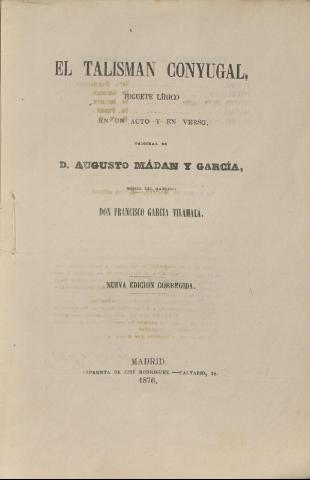 EL TALISMAN CONYUGAL,
JUGUETE LÍRICO
EN UN ACTO Y EN VERSO,
ORIGINAL DE
D. AUGUSTO MÁDAN Y GARCÍA,
MÚSICA DEL MAESTRO
DON FRANCISCO GARCIA VILAMALA.
NUEVA EDICION CORREGIDA.
MADRID.
IMPRENTA DE JOSÉ RODRIGUEZ.—CALVARIO, 18.
1876,